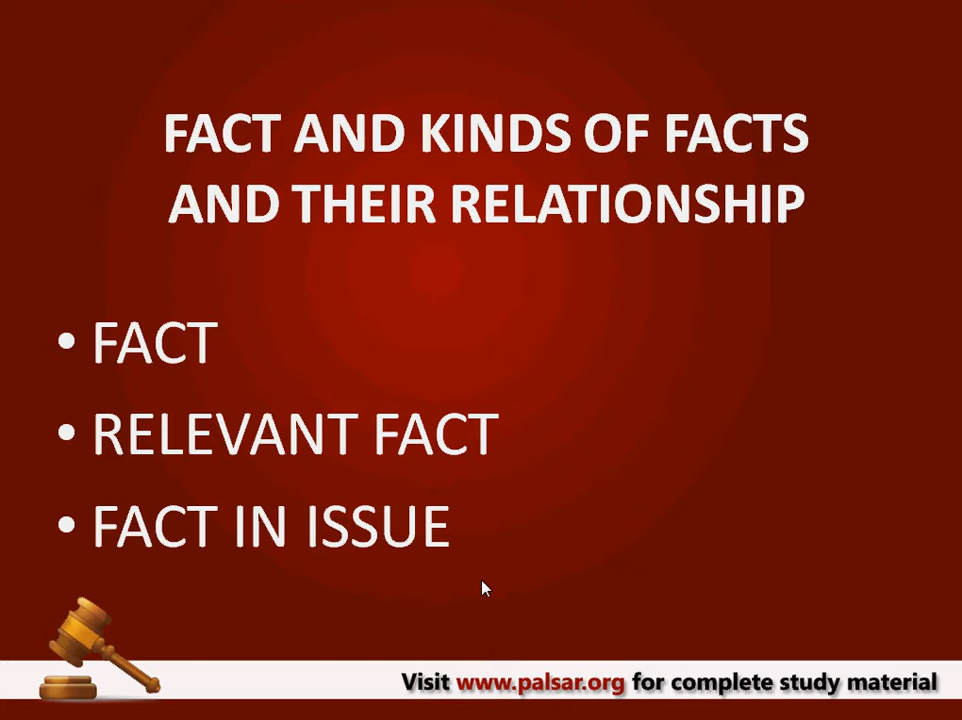 FACT AND KINDS OF FACTS
AND THEIR RELATIONSHIP
• FACT
• RELEVANT FACT
• FACT IN ISSUE
Visit www.palsar.org for complete study material